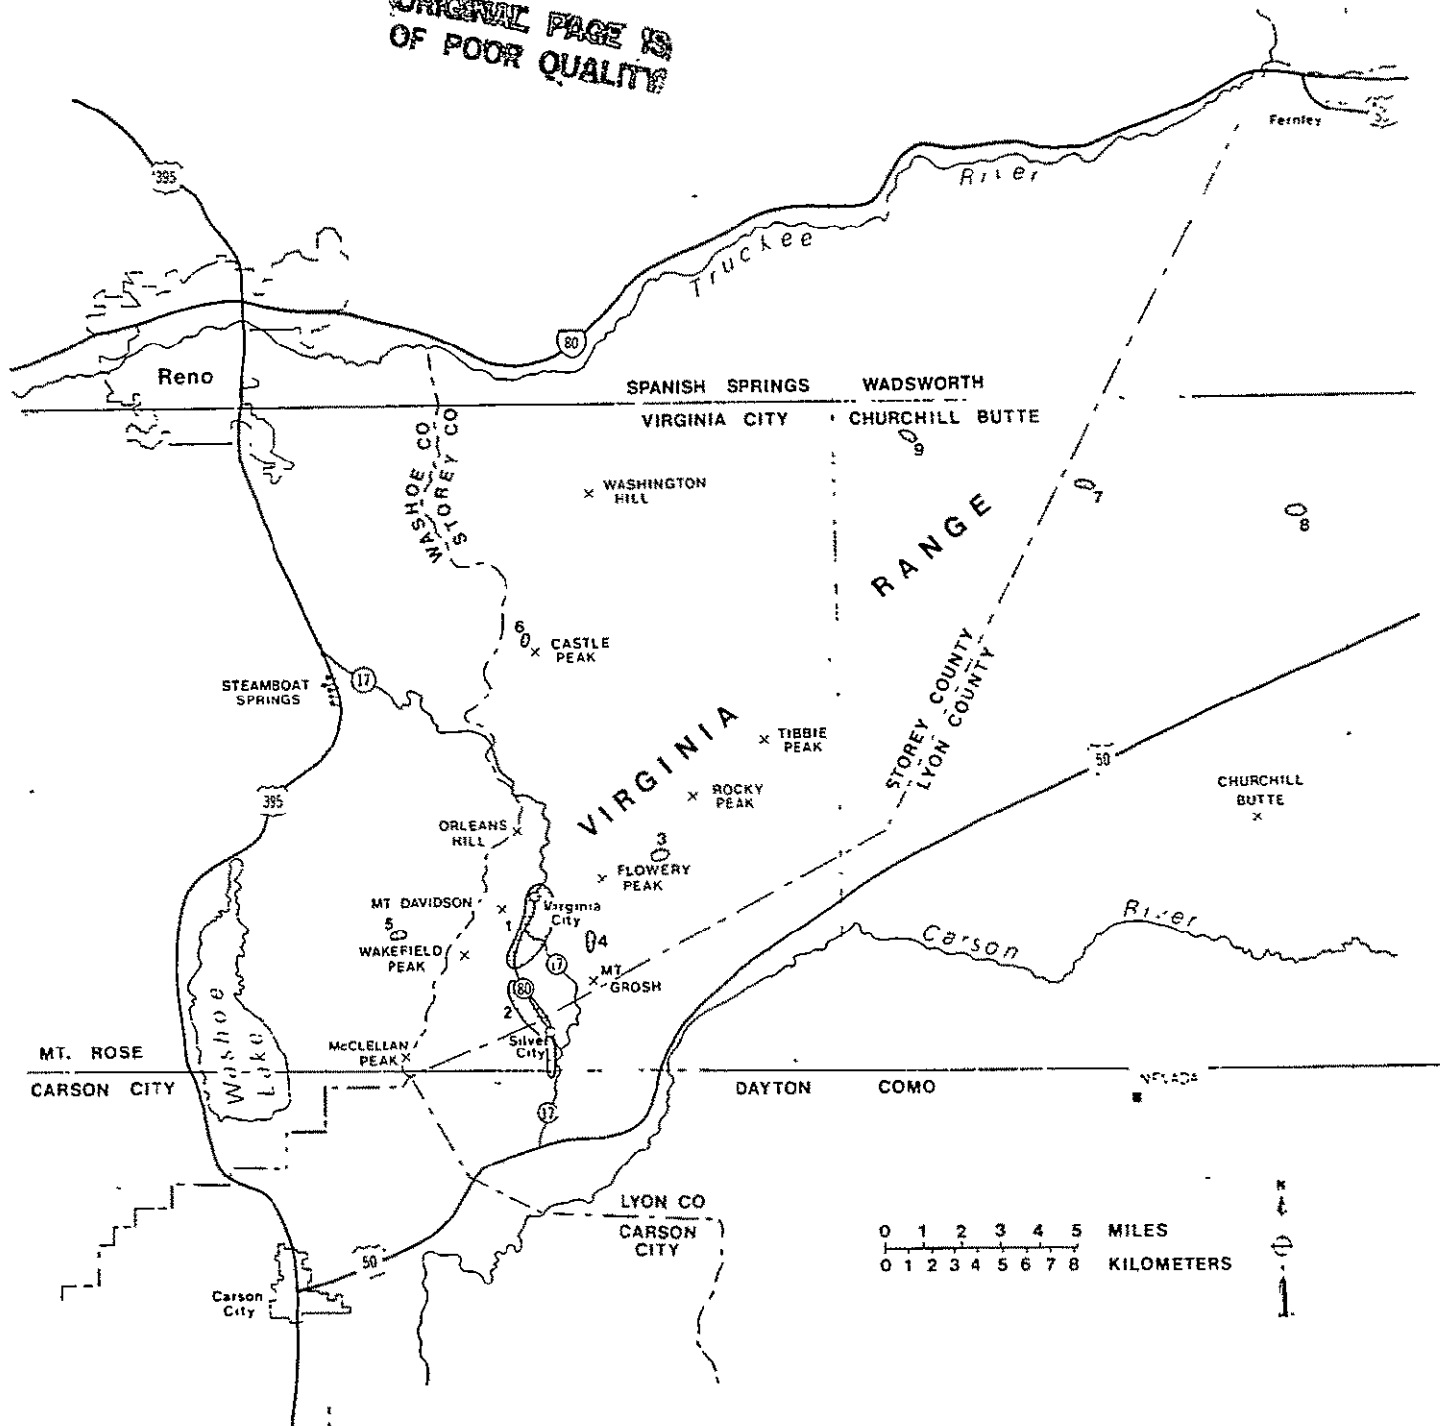 ORIGINAL PAGE IS
OF POOR QUALITY
Fernley
395
River
Truckee
80
Reno
SPANISH SPRINGS WADSWORTH
VIRGINIA CITY CHURCHILL BUTTE
9
WASHOE CO
STOREY CO
WASHINGTON
HILL
7
8
RANGE
6
CASTLE
PEAK
STEAMBOAT
SPRINGS
17
STOREY COUNTY
LYON COUNTY
VIRGINIA
TIBBIE
PEAK
50
CHURCHILL
BUTTE
ROCKY
PEAK
395
ORLEANS
HILL
3
FLOWERY
PEAK
MT DAVIDSON
Virginia
City
1
5
4
WAKEFIELD
PEAK
17
Carson River
MT
GROSH
80
2
Silver
City
Washoe
Lake
McCLELLAN
PEAK
MT. ROSE
CARSON CITY DAYTON COMO
NEVADA
17
LYON CO
CARSON
CITY
N
0 1 2 3 4 5 MILES
0 1 2 3 4 5 6 7 8 KILOMETERS
50
Carson
City